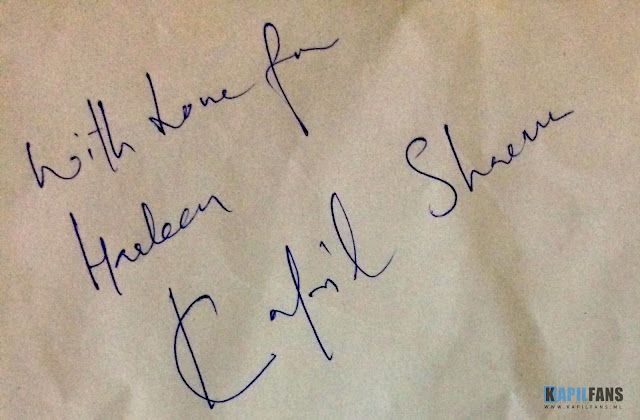 With Love for
Harleen
Kapil Sharma
KAPILFANS
WWW.KAPILFANS.ML